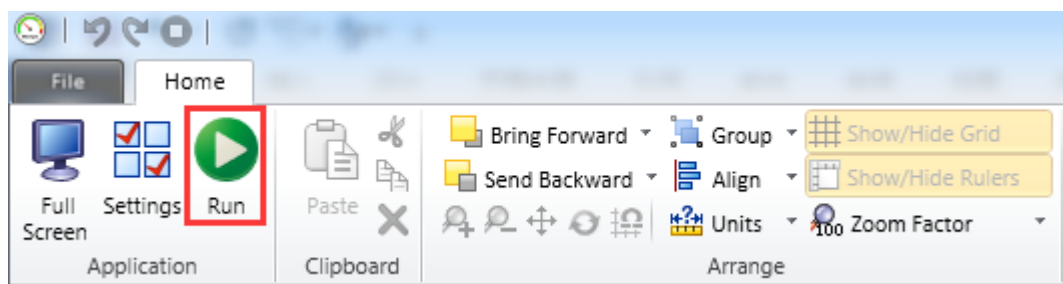 File Home
Bring Forward Group Show/Hide Grid
Send Backward Align Show/Hide Rulers
Full Screen Settings Run Paste
100 Units Zoom Factor
Application Clipboard Arrange